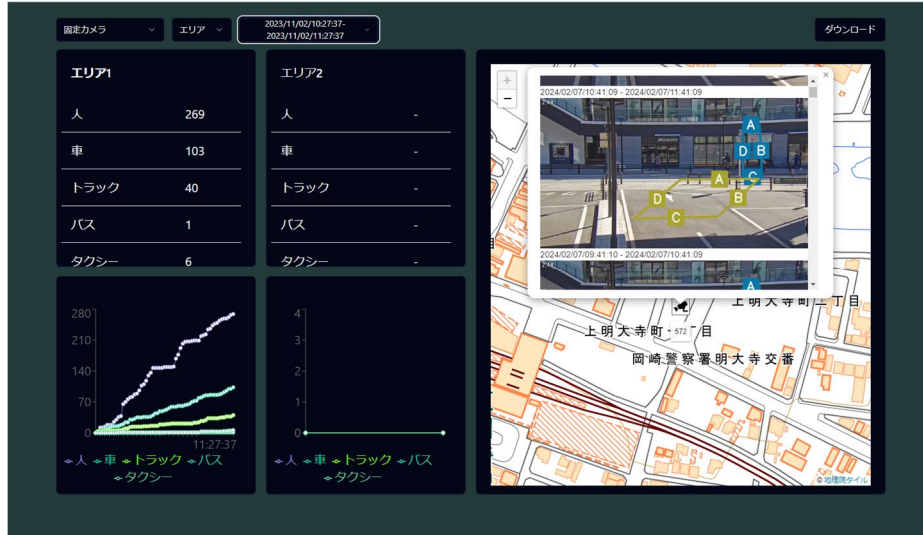 固定カメラ
エリア
2023/11/02/10:27:37-
2023/11/02/11:27:37
ダウンロード
エリア1
人 269
車 103
トラック 40
バス 1
タクシー 6
エリア2
人 -
車 -
トラック -
バス -
タクシー -
280
210
140
70
0
11:27:37
人 車 トラック バス
タクシー
4
3
2
1
0
人 車 トラック バス
タクシー
+
−
×
2024/02/07/10:41:09 - 2024/02/07/11:41:09
A
D B
C
A
D
B
C
2024/02/07/09:41:10 - 2024/02/07/10:41:09
A
上明大寺町二丁目
上明大寺町
572
目
岡崎警察署明大寺交番
© 地理院タイル